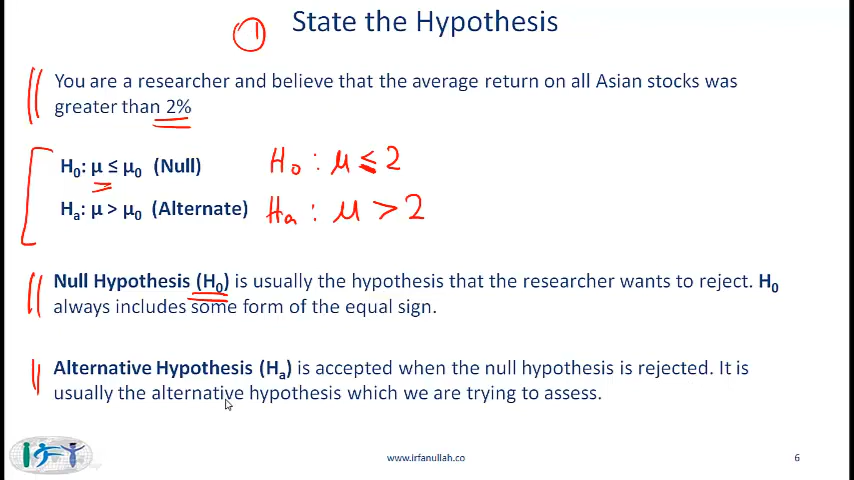 ① State the Hypothesis
You are a researcher and believe that the average return on all Asian stocks was
greater than 2%
H₀: μ ≤ μ₀ (Null) H₀ : μ ≤ 2
Hₐ: μ > μ₀ (Alternate) Hₐ : μ > 2
Null Hypothesis (H₀) is usually the hypothesis that the researcher wants to reject. H₀
always includes some form of the equal sign.
Alternative Hypothesis (Hₐ) is accepted when the null hypothesis is rejected. It is
usually the alternative hypothesis which we are trying to assess.
www.irfanullah.co 6